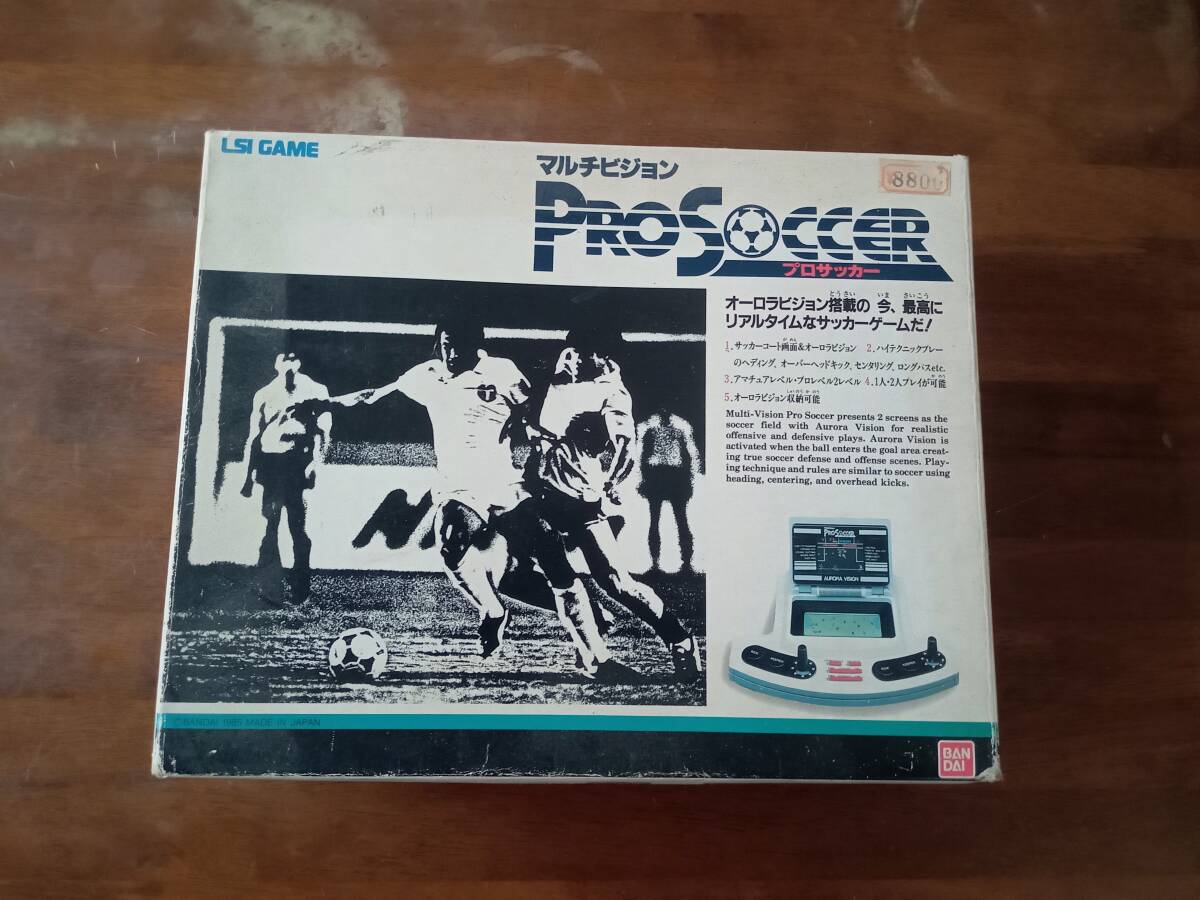 LSI GAME
マルチビジョン
8800
PRO SOCCER
プロサッカー
オーロラビジョン搭載の 今、最高に
リアルタイムなサッカーゲームだ!
1.サッカーコート画面&オーロラビジョン 2.ハイテクニックプレー
のヘディング、オーバーヘッドキック、センタリング、ロングパスetc.
3.アマチュアレベル・プロレベル2レベル 4.1人・2人プレイが可能
5.オーロラビジョン収納可能
Multi-Vision Pro Soccer presents 2 screens as the
soccer field with Aurora Vision for realistic
offensive and defensive plays. Aurora Vision is
activated when the ball enters the goal area creat-
ing true soccer defense and offense scenes. Play-
ing technique and rules are similar to soccer using
heading, centering, and overhead kicks.
PRO SOCCER
AURORA VISION
©BANDAI 1985 MADE IN JAPAN
BAN
DAI